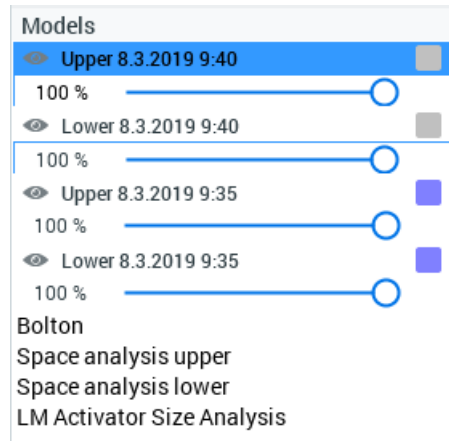 Models
Upper 8.3.2019 9:40
100 %
Lower 8.3.2019 9:40
100 %
Upper 8.3.2019 9:35
100 %
Lower 8.3.2019 9:35
100 %
Bolton
Space analysis upper
Space analysis lower
LM Activator Size Analysis